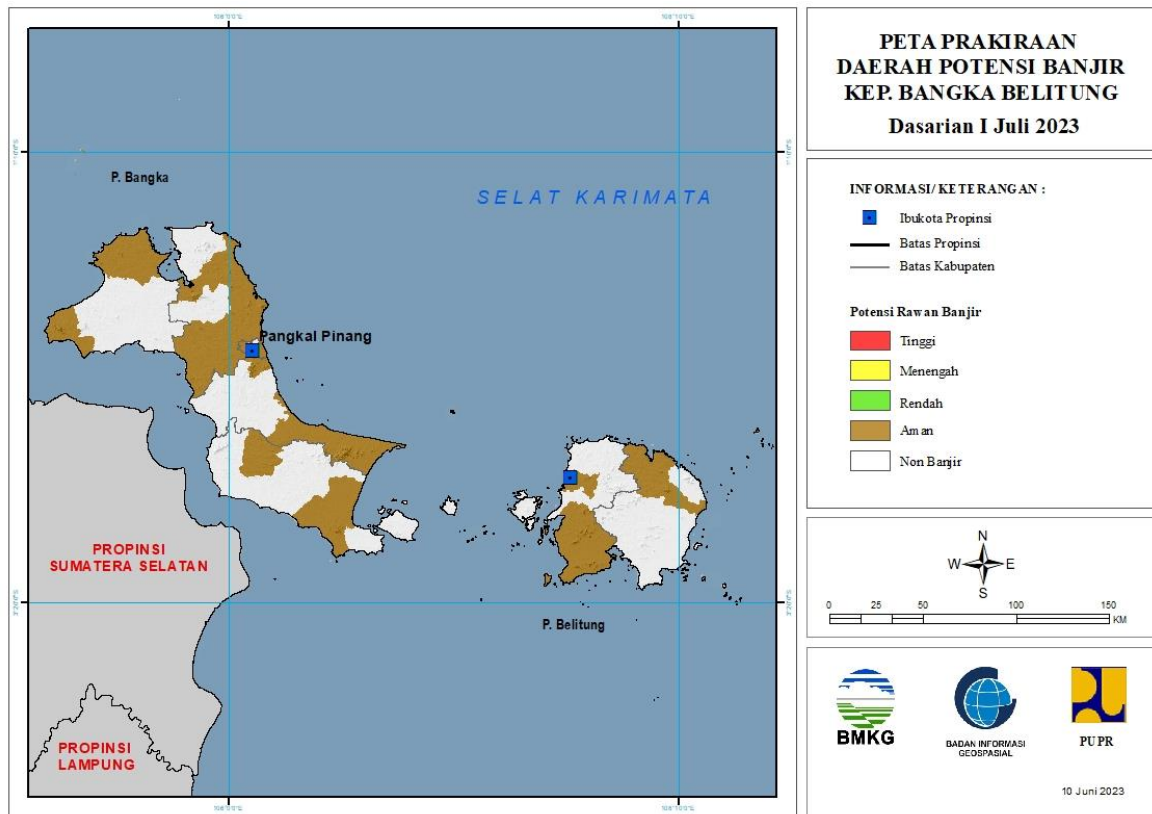 PETA PRAKIRAAN
DAERAH POTENSI BANJIR
KEP. BANGKA BELITUNG
Dasarian I Juli 2023
P. Bangka
SELAT KARIMATA
Pangkal Pinang
PROPINSI
SUMATERA SELATAN
P. Belitung
PROPINSI
LAMPUNG
INFORMASI/ KETERANGAN :
Ibukota Propinsi
Batas Propinsi
Batas Kabupaten
Potensi Rawan Banjir
Tinggi
Menengah
Rendah
Aman
Non Banjir
N
W E
S
0 25 50 100 150
KM
BMKG
BADAN INFORMASI
GEOSPASIAL
PUPR
10 Juni 2023